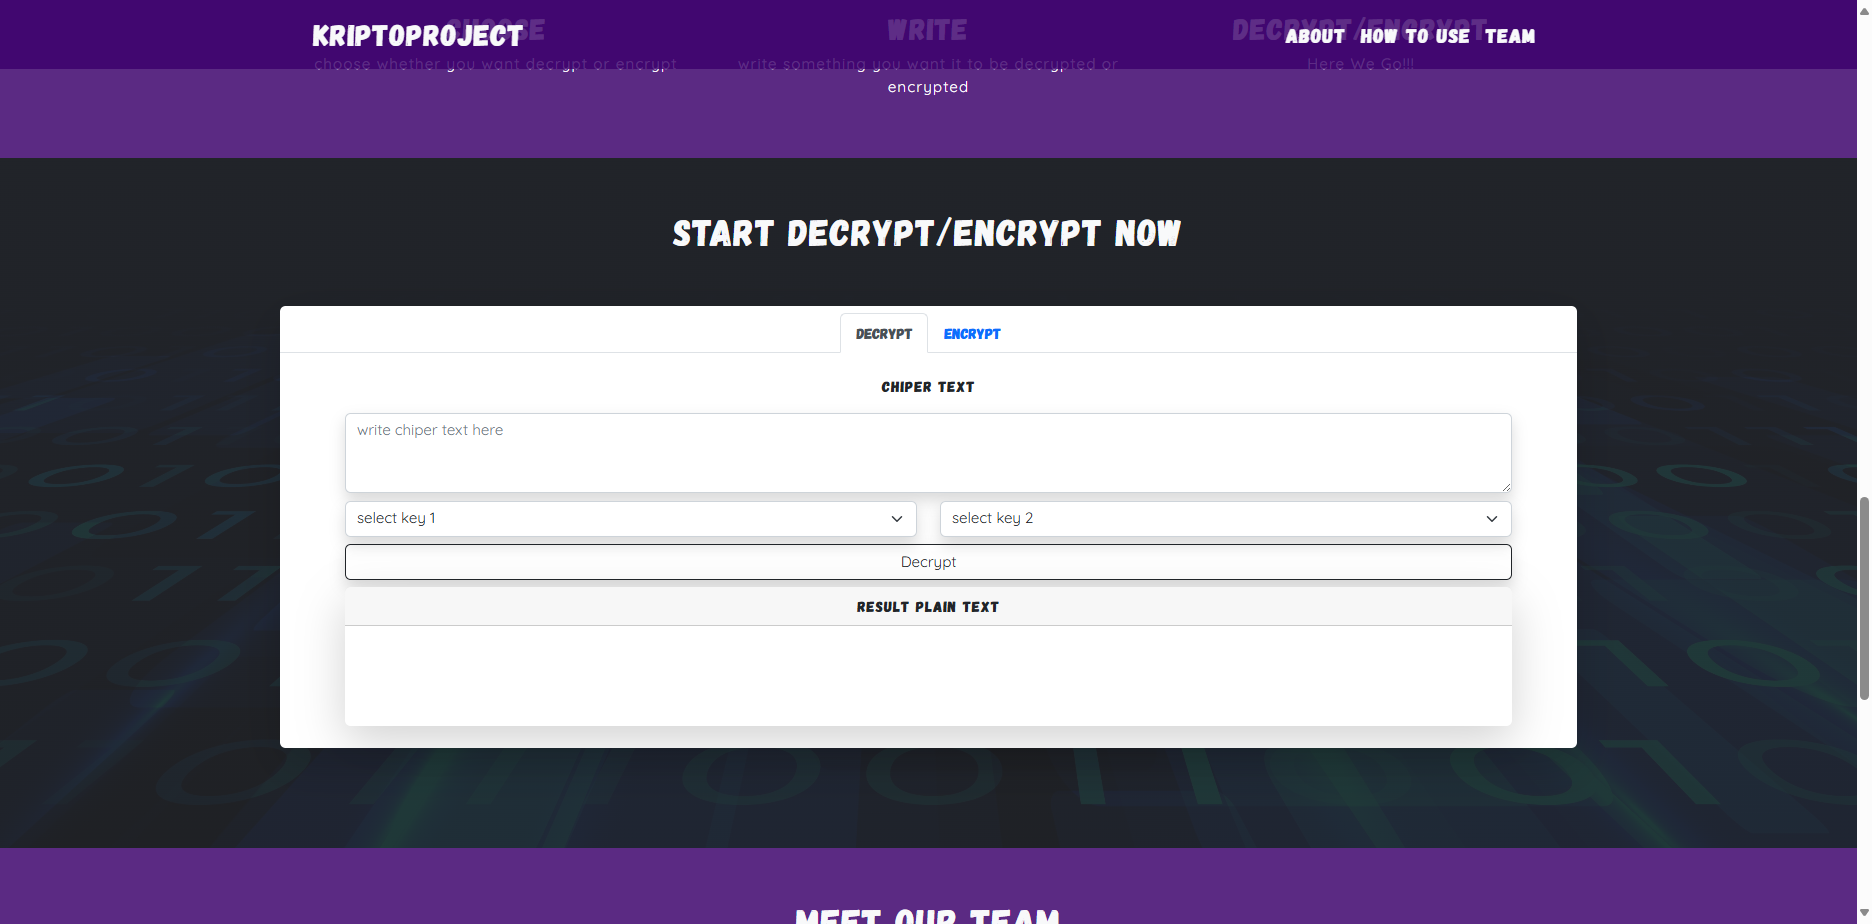 KRIPTOPROJECT
ABOUT HOW TO USE TEAM
CHOOSE
choose whether you want decrypt or encrypt
WRITE
write something you want it to be decrypted or
encrypted
DECRYPT/ENCRYPT
Here We Go!!!
START DECRYPT/ENCRYPT NOW
DECRYPT
ENCRYPT
CHIPER TEXT
write chiper text here
select key 1
select key 2
Decrypt
RESULT PLAIN TEXT
MEET OUR TEAM